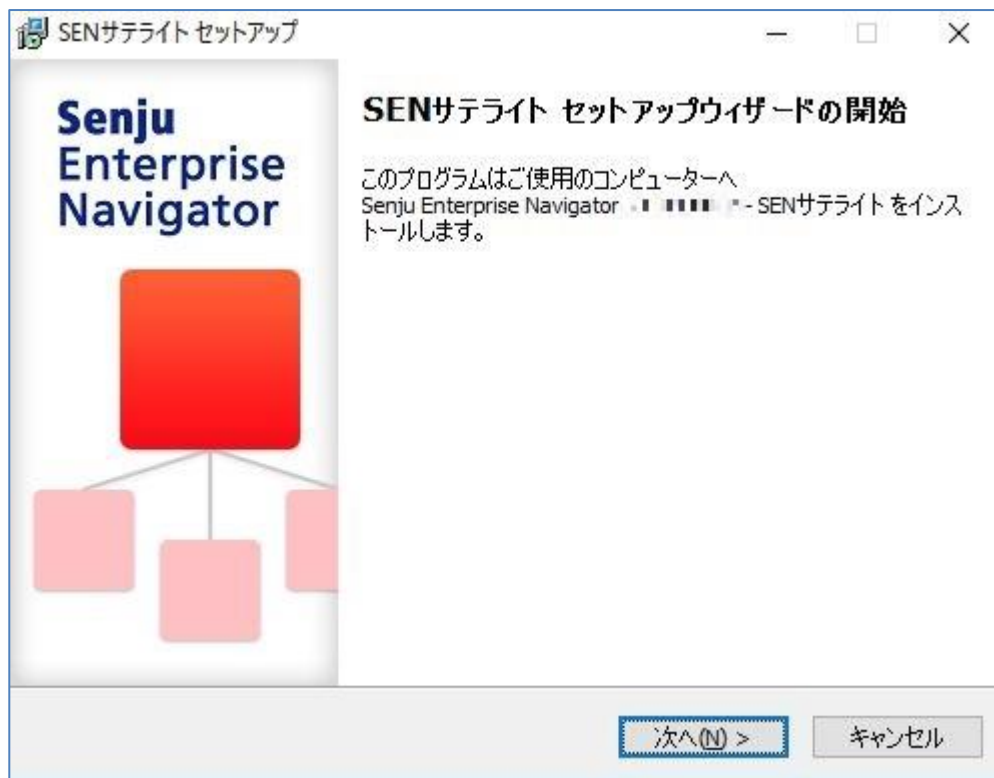 SENサテライト セットアップ
Senju
Enterprise
Navigator
SENサテライト セットアップウィザードの開始
このプログラムはご使用のコンピューターへ
Senju Enterprise Navigator - SENサテライト をインス
トールします。
次へ(N) >
キャンセル